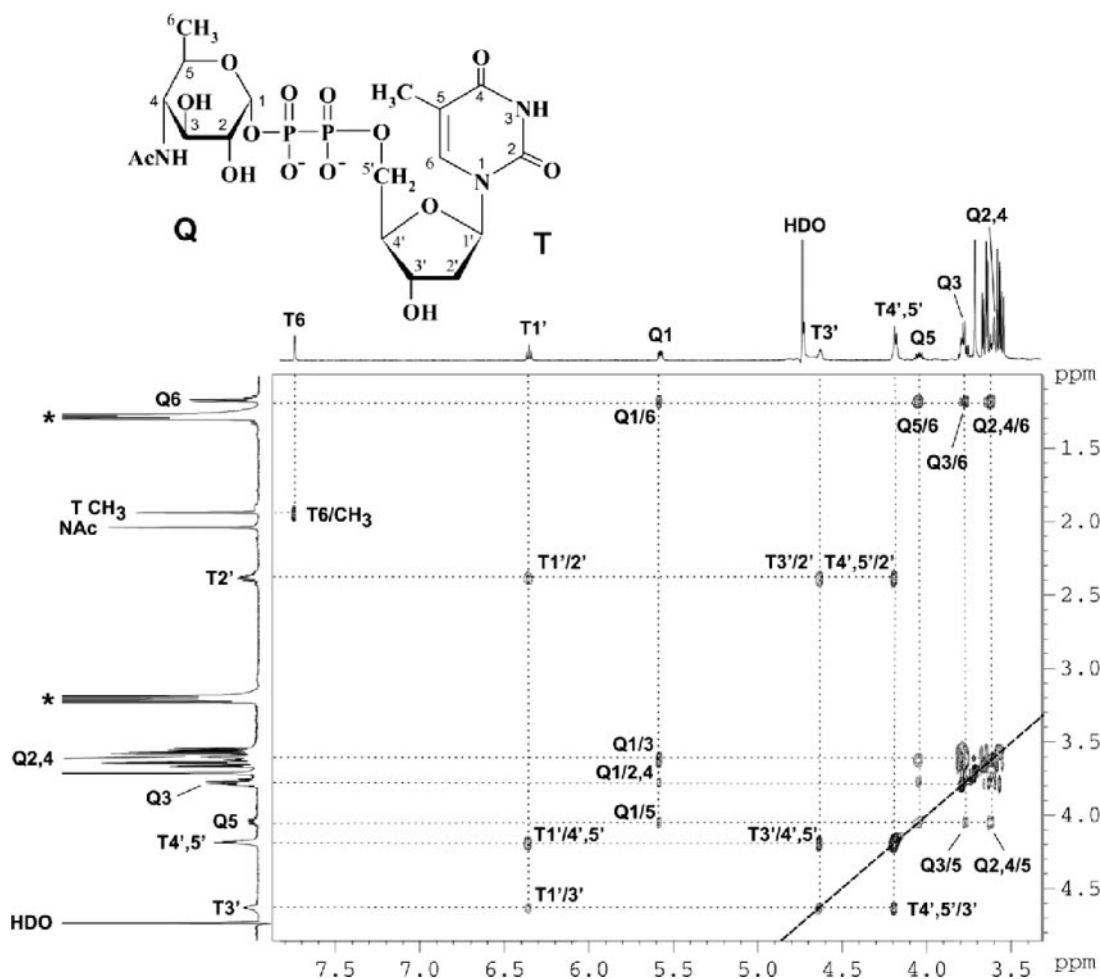 6
CH3
5
O
4
OH
3
2
1
AcNH
OH
O
O
O
P
P
O
O-
O-
5'
CH2
H3C
5
4
O
NH
3
2
O
6
1
N
O
4'
1'
3'
2'
OH
Q
T
T6
T1'
Q1
HDO
T3'
T4',5'
Q5
Q3
Q2,4
Q6
*
T CH3
NAc
T2'
*
Q2,4
Q3
Q5
T4',5'
T3'
HDO
Q1/6
Q5/6
Q2,4/6
Q3/6
T6/CH3
T1'/2'
T3'/2'
T4',5'/2'
Q1/3
Q1/2,4
Q1/5
T1'/4',5'
T3'/4',5'
Q3/5
Q2,4/5
T1'/3'
T4',5'/3'
ppm
1.5
2.0
2.5
3.0
3.5
4.0
4.5
7.5
7.0
6.5
6.0
5.5
5.0
4.5
4.0
3.5
ppm